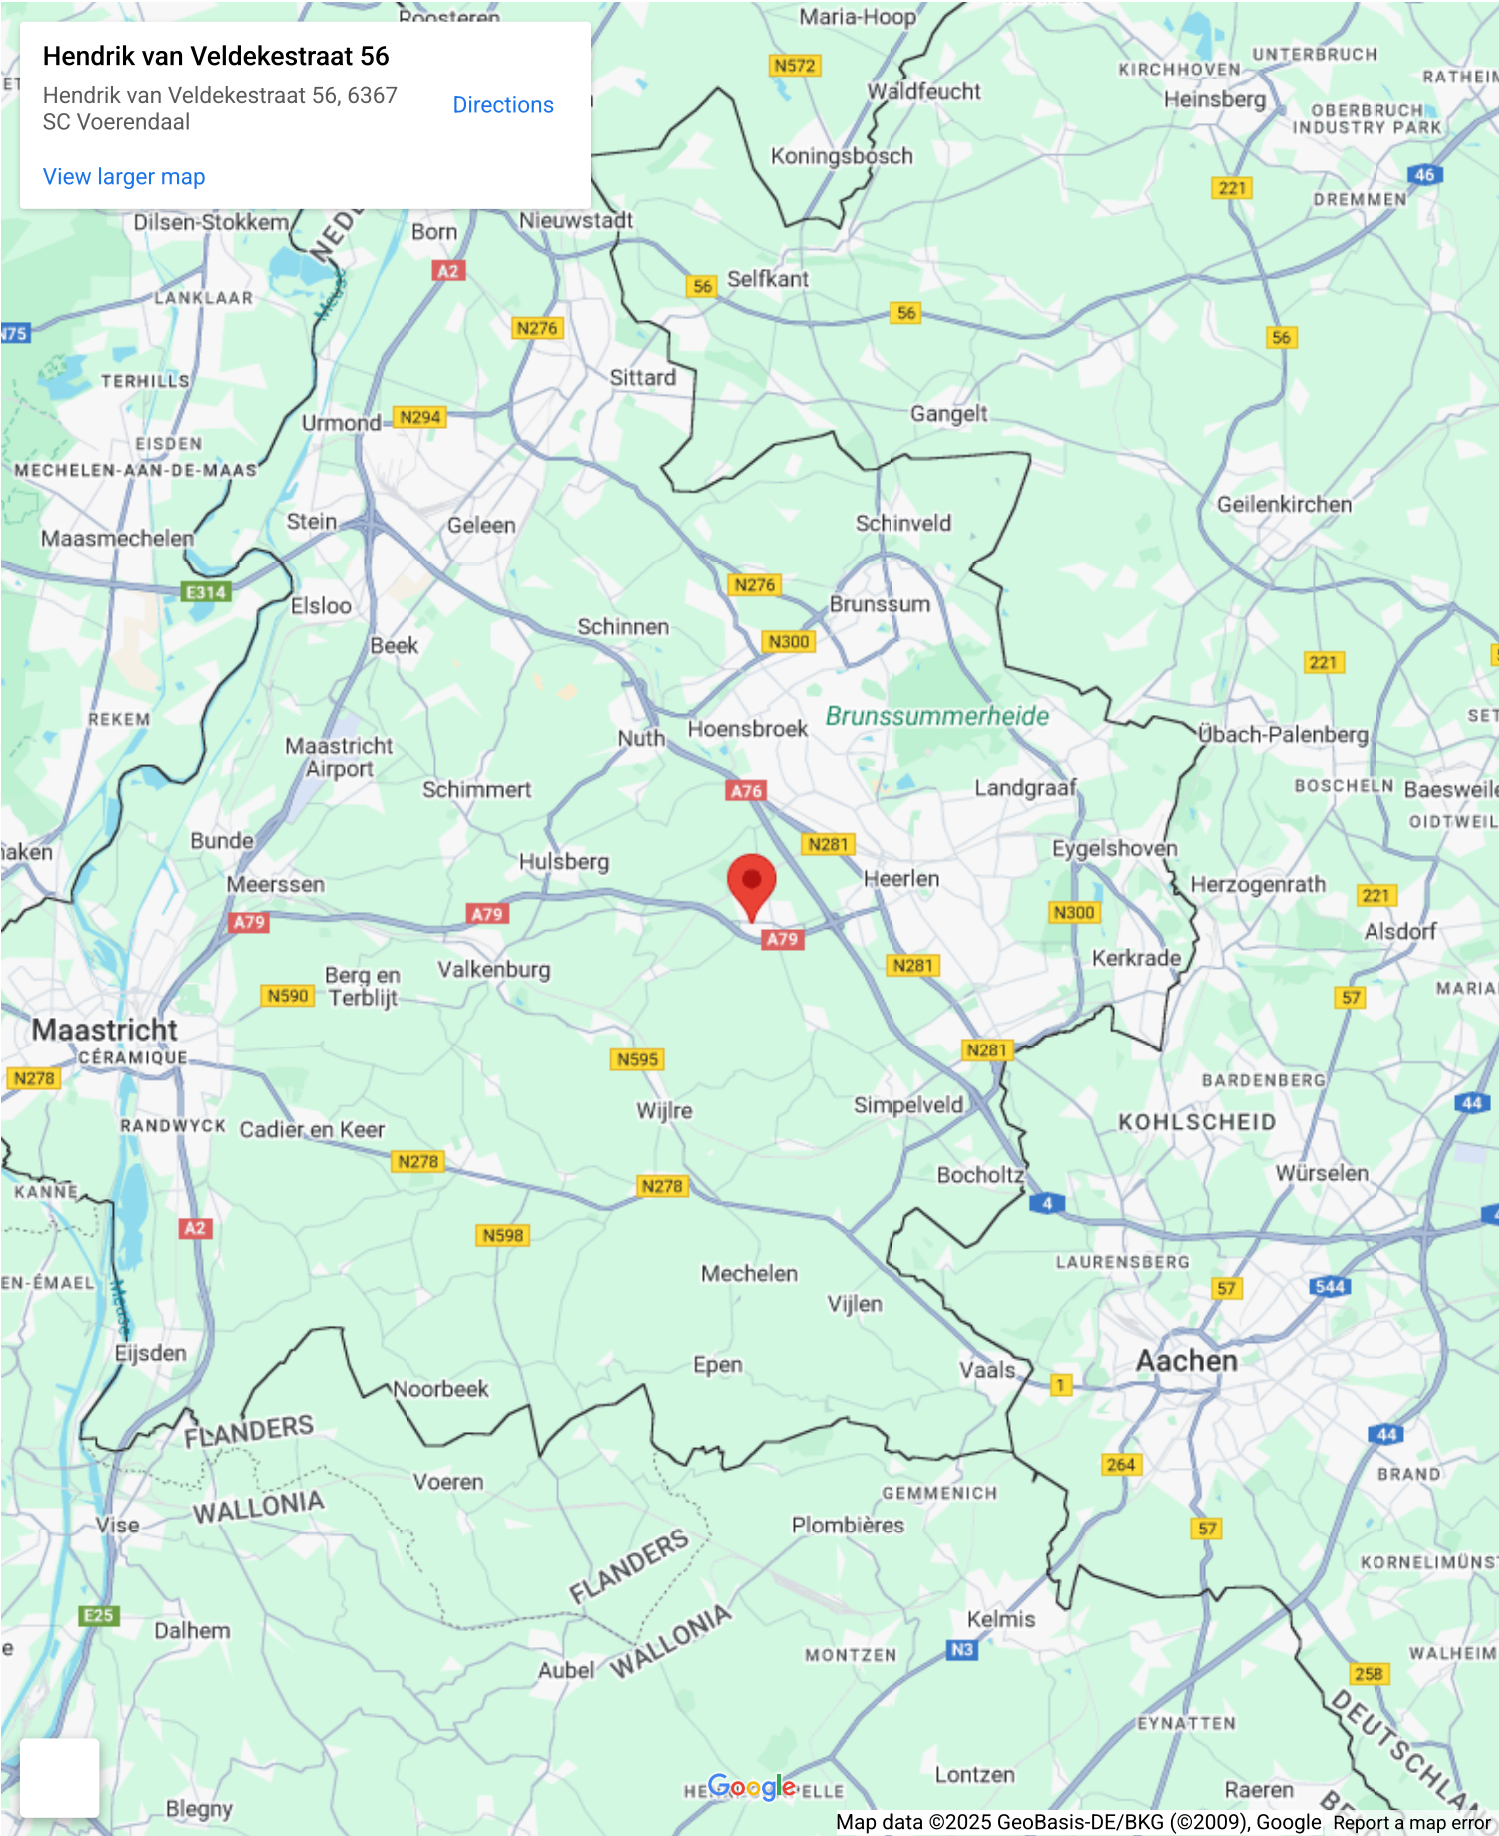 Roosteren
Maria-Hoop
Hendrik van Veldekestraat 56
Hendrik van Veldekestraat 56, 6367
SC Voerendaal
Directions
View larger map
N572
KIRCHHOVEN
UNTERBRUCH
Waldfeucht
Heinsberg
OBERBRUCH
INDUSTRY PARK
Koningsbosch
46
221
DREMMEN
Dilsen-Stokkem
Born
Nieuwstadt
A2
Selfkant
56
LANKLAAR
Meuse
56
N75
N276
56
TERHILLS
Sittard
Urmond
N294
Gangelt
EISDEN
MECHELEN-AAN-DE-MAAS
Geilenkirchen
Stein
Geleen
Schinveld
Maasmechelen
E314
N276
Elsloo
Brunssum
Schinnen
Beek
N300
221
REKEM
Brunssummerheide
Nuth
Hoensbroek
Übach-Palenberg
Maastricht
Airport
Schimmert
A76
Landgraaf
BOSCHELN
Bunde
N281
Eygelshoven
Hulsberg
Meerssen
Heerlen
Herzogenrath
221
A79
A79
N300
Alsdorf
A79
Kerkrade
Valkenburg
N281
Berg en
Terblijt
N590
57
Maastricht
CÉRAMIQUE
N595
N281
N278
BARDENBERG
44
Wijlre
Simpelveld
RANDWYCK
Cadier en Keer
KOHLSCHEID
N278
Bocholtz
Würselen
KANNE
N278
4
A2
N598
LAURENSBERG
Mechelen
57
544
Meuse
Vijlen
Eijsden
Epen
Vaals
Aachen
Noorbeek
1
FLANDERS
44
264
Voeren
BRAND
GEMMENICH
WALLONIA
Vise
Plombières
57
FLANDERS
E25
Kelmis
Dalhem
WALLONIA
N3
MONTZEN
Aubel
258
DEUTSCHLAN
EYNATTEN
Lontzen
Google
Raeren
Blegny
Map data ©2025 GeoBasis-DE/BKG (©2009), Google
Report a map error